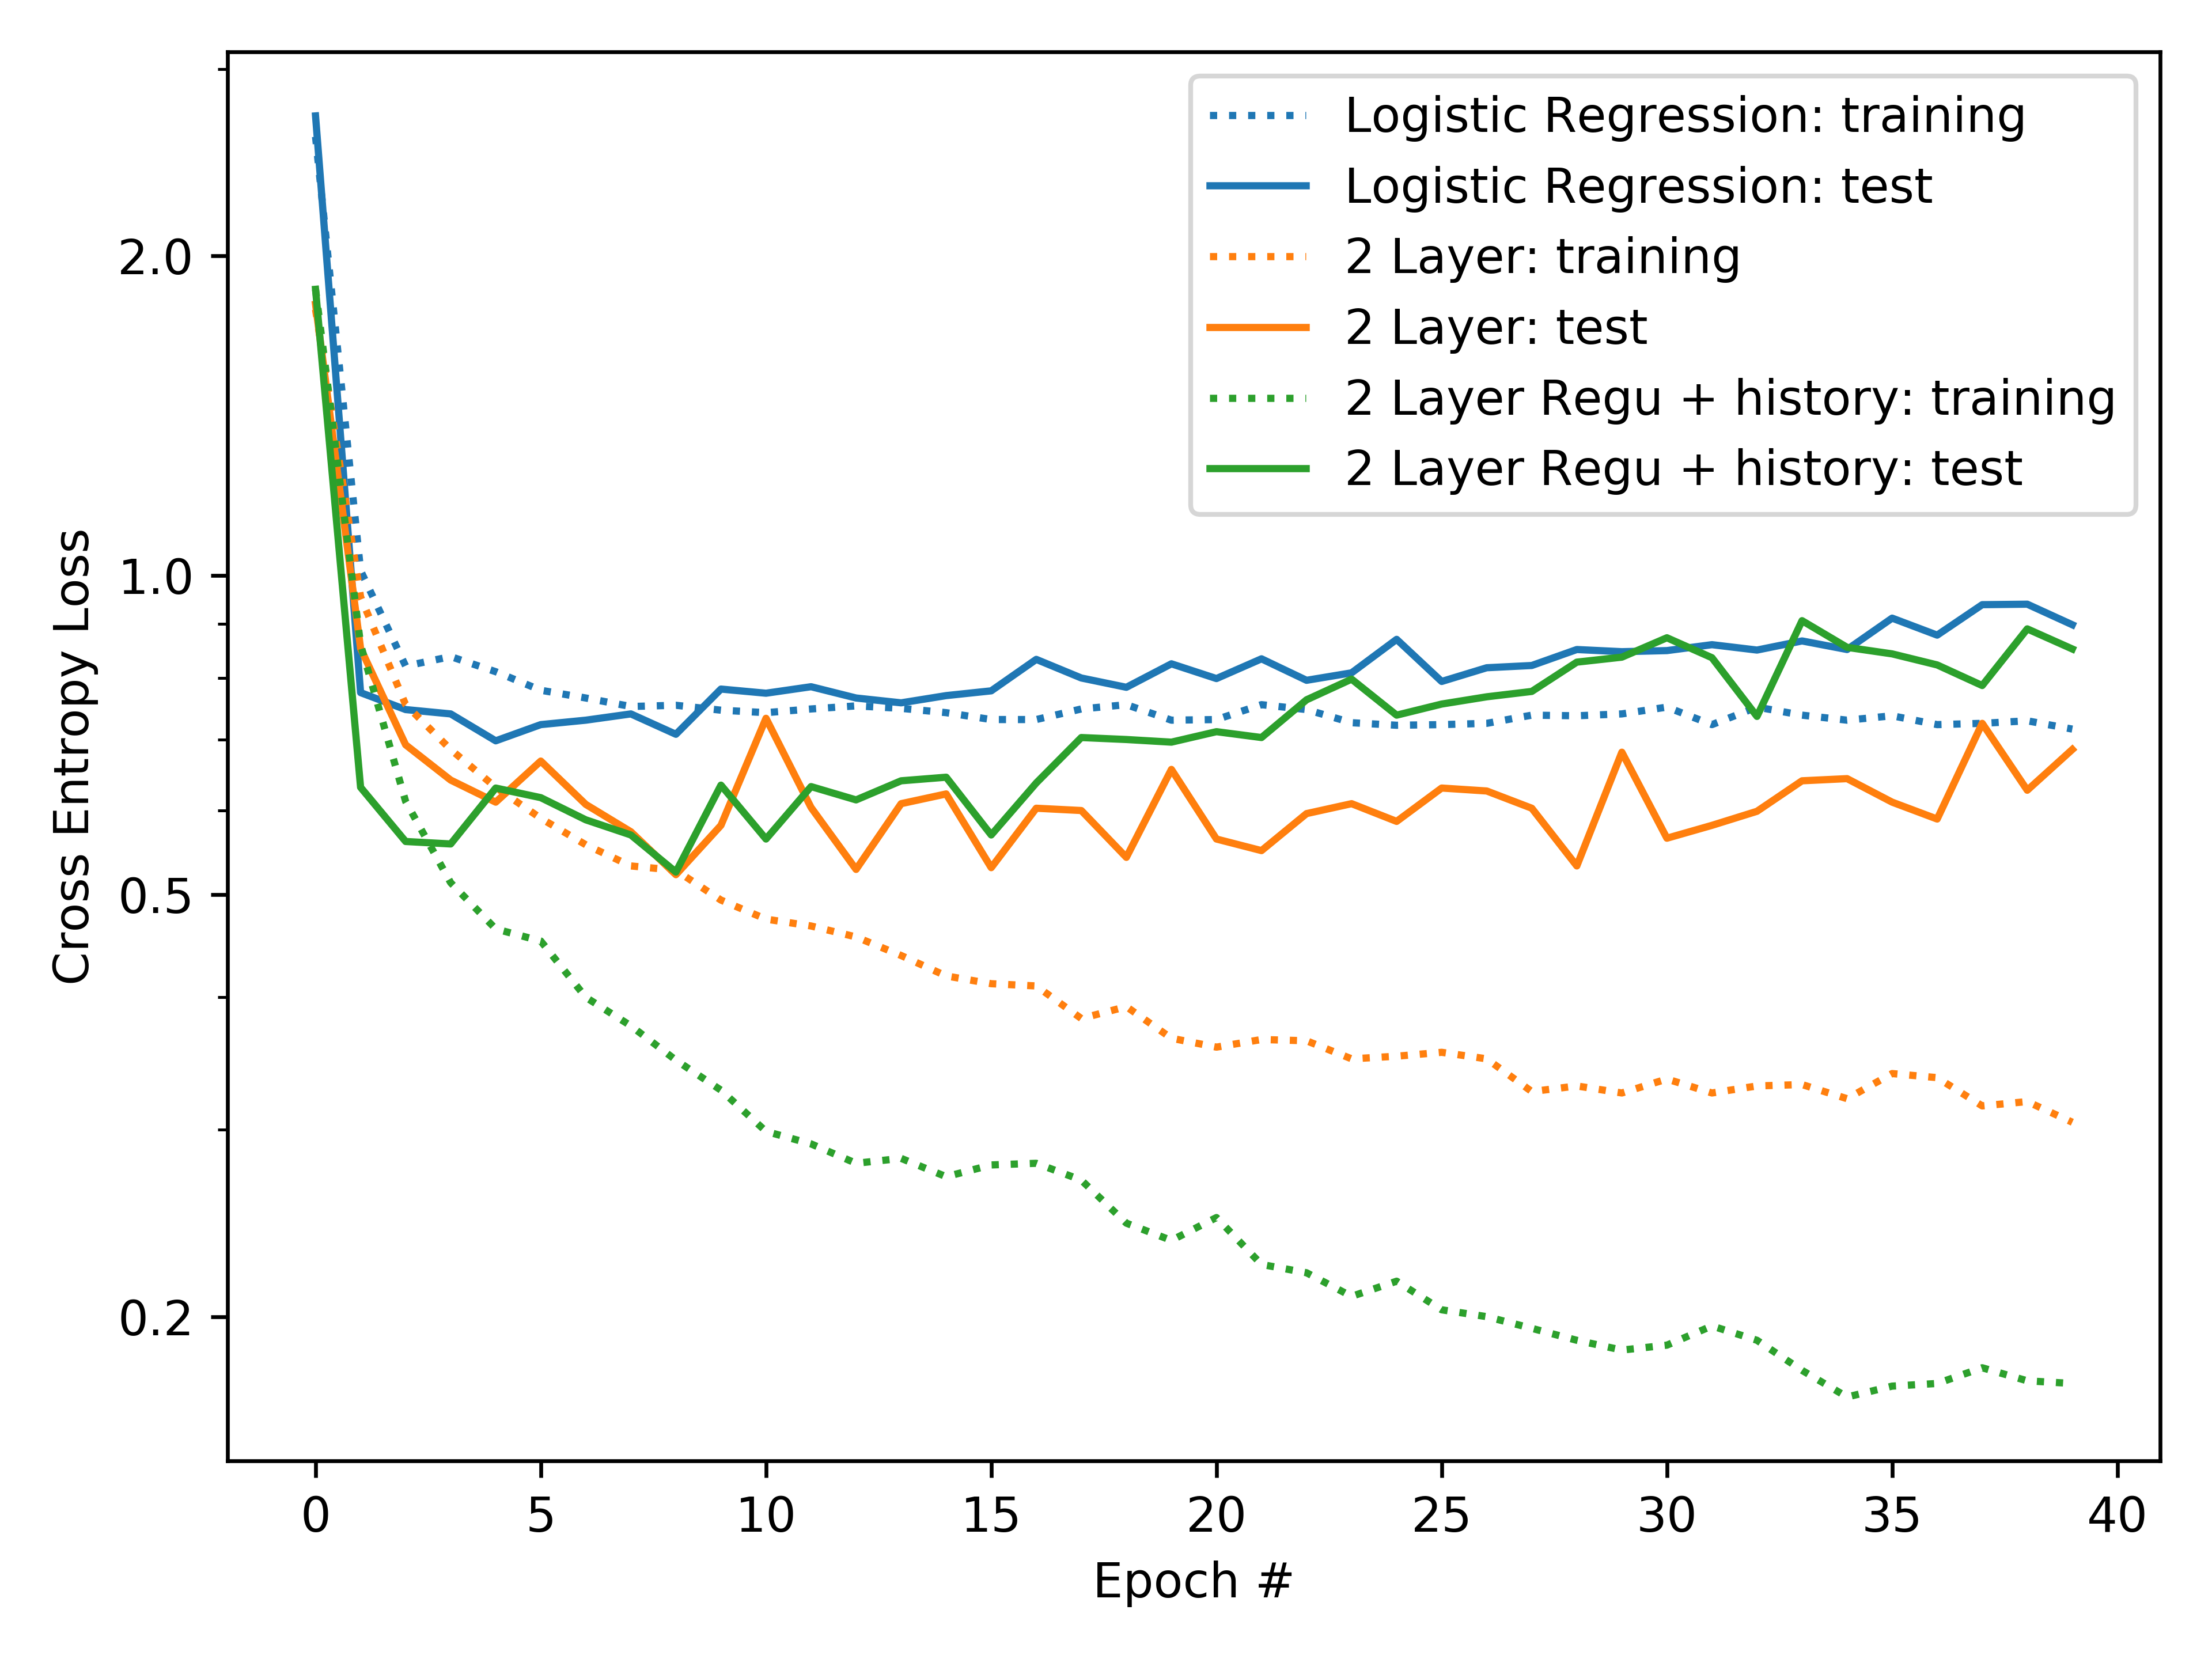 Logistic Regression: training
Logistic Regression: test
2 Layer: training
2 Layer: test
2 Layer Regu + history: training
2 Layer Regu + history: test
Cross Entropy Loss
2.0
1.0
0.5
0.2
0 5 10 15 20 25 30 35 40
Epoch #